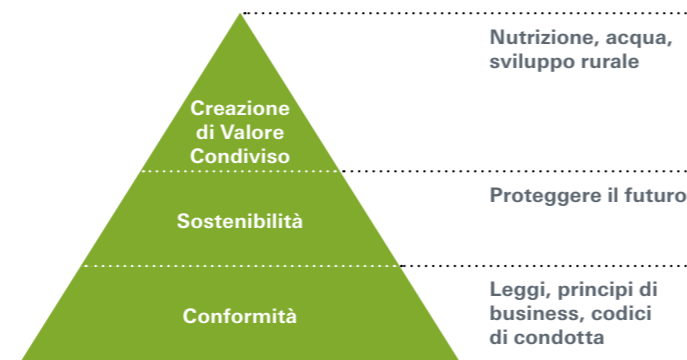 Nutrizione, acqua,
sviluppo rurale
Creazione
di Valore
Condiviso
Proteggere il futuro
Sostenibilità
Leggi, principi di
business, codici
di condotta
Conformità